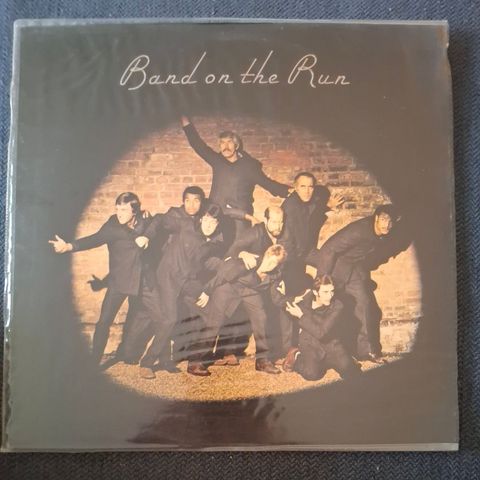 Band on the Run